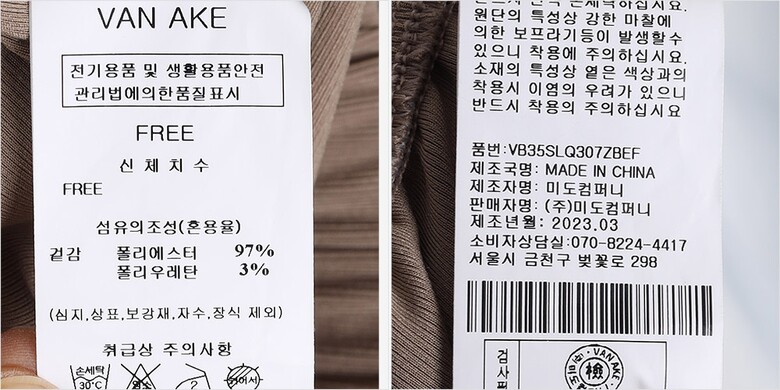 VAN AKE
전기용품 및 생활용품안전
관리법에의한품질표시
FREE
신체치수
FREE
섬유의조성(혼용율)
겉감 폴리에스터 97%
폴리우레탄 3%
(심지,상표,보강재,자수,장식 제외)
취급상 주의사항
손세탁
30°C
원단의 특성상 강한 마찰에
의한 보프라기등이 발생할수
있으니 착용에 주의하십시요.
소재의 특성상 옅은 색상과의
착용시 이염의 우려가 있으니
반드시 착용의 주의하십시요
품번:VB35SLQ307ZBEF
제조국명: MADE IN CHINA
제조자명: 미도컴퍼니
판매자명: (주)미도컴퍼니
제조년월: 2023.03
소비자상담실:070-8224-4417
서울시 금천구 벚꽃로 298
검사
VAN AKE
檢